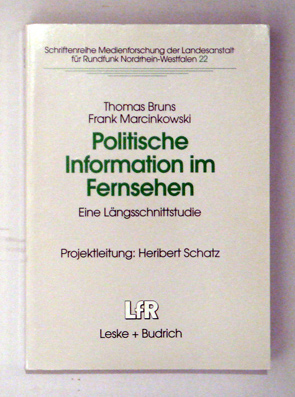 Schriftenreihe Medienforschung der Landesanstalt
für Rundfunk Nordrhein-Westfalen 22
Thomas Bruns
Frank Marcinkowski
Politische
Information im
Fernsehen
Eine Längsschnittstudie
Projektleitung: Heribert Schatz
LfR
Leske + Budrich